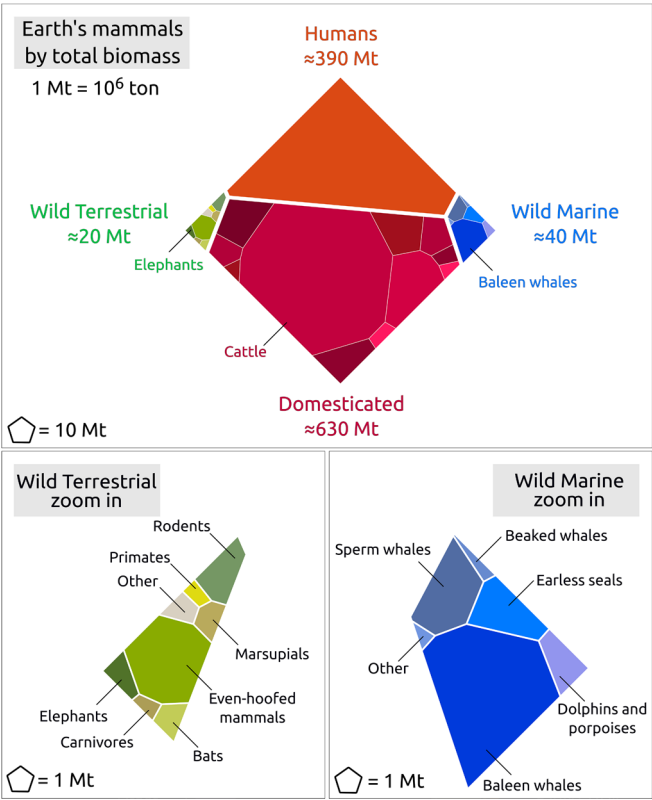 Earth's mammals
by total biomass
1 Mt = 10⁶ ton
Humans
≈390 Mt
Wild Terrestrial
≈20 Mt
Elephants
Wild Marine
≈40 Mt
Baleen whales
Cattle
Domesticated
≈630 Mt
= 10 Mt
Wild Terrestrial
zoom in
Rodents
Primates
Other
Marsupials
Even-hoofed
mammals
Elephants
Carnivores
Bats
= 1 Mt
Wild Marine
zoom in
Beaked whales
Sperm whales
Earless seals
Other
Dolphins and
porpoises
Baleen whales
= 1 Mt